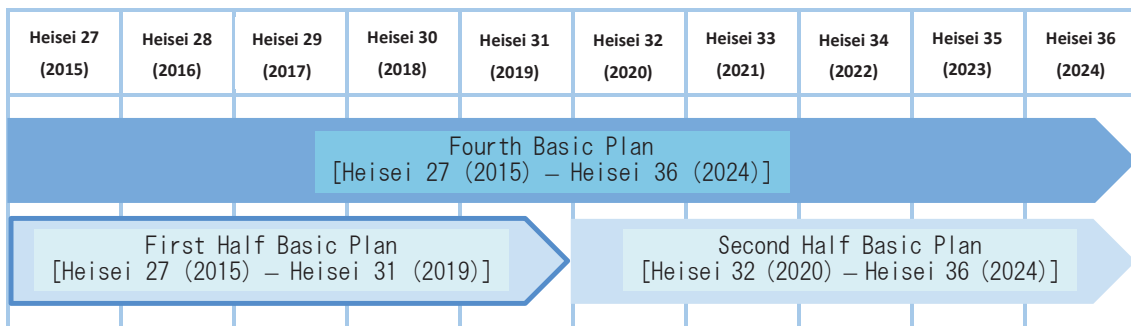 Heisei 27 Heisei 28 Heisei 29 Heisei 30 Heisei 31 Heisei 32 Heisei 33 Heisei 34 Heisei 35 Heisei 36
(2015) (2016) (2017) (2018) (2019) (2020) (2021) (2022) (2023) (2024)
Fourth Basic Plan
[Heisei 27 (2015) – Heisei 36 (2024)]
First Half Basic Plan
[Heisei 27 (2015) – Heisei 31 (2019)]
Second Half Basic Plan
[Heisei 32 (2020) – Heisei 36 (2024)]